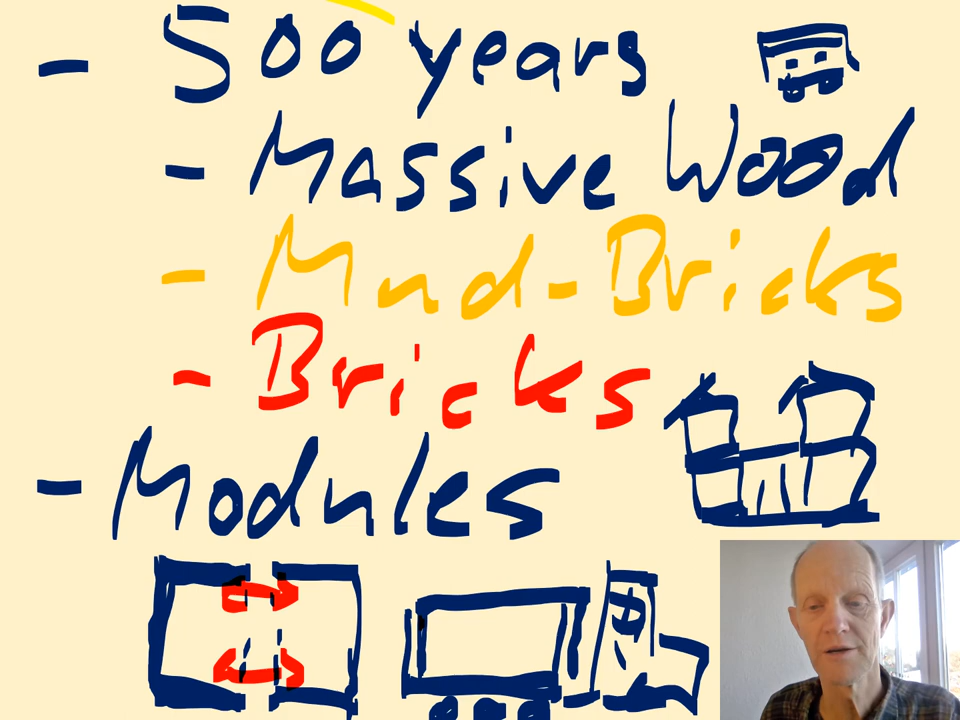 - 500 years
- Massive Wood
- Mud-Bricks
- Bricks
- Modules